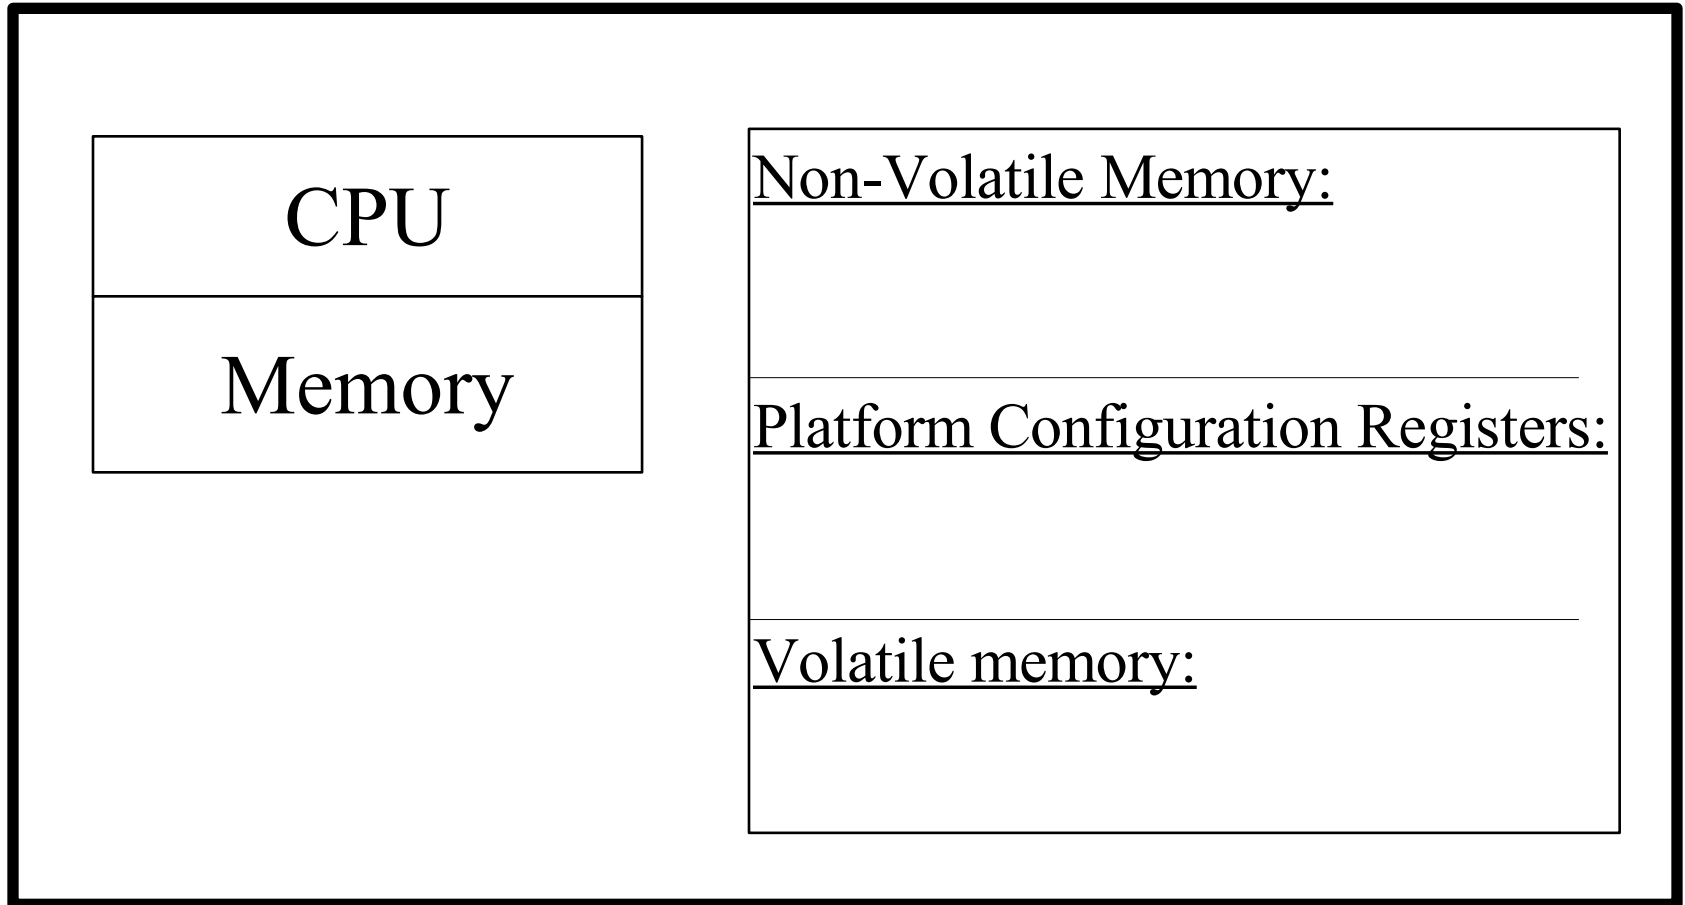 CPU
Memory
Non-Volatile Memory:
Platform Configuration Registers:
Volatile memory: